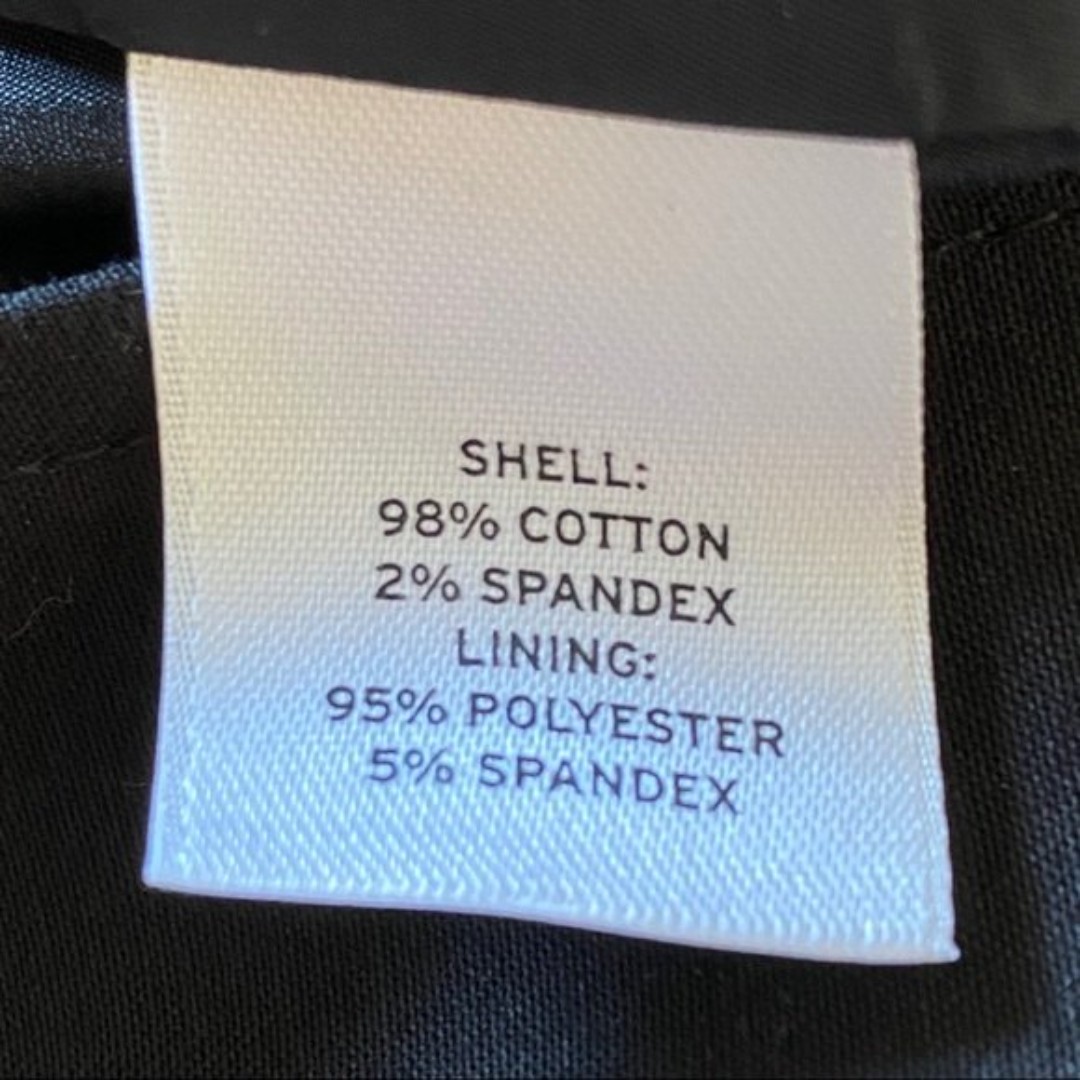 SHELL:
98% COTTON
2% SPANDEX
LINING:
95% POLYESTER
5% SPANDEX